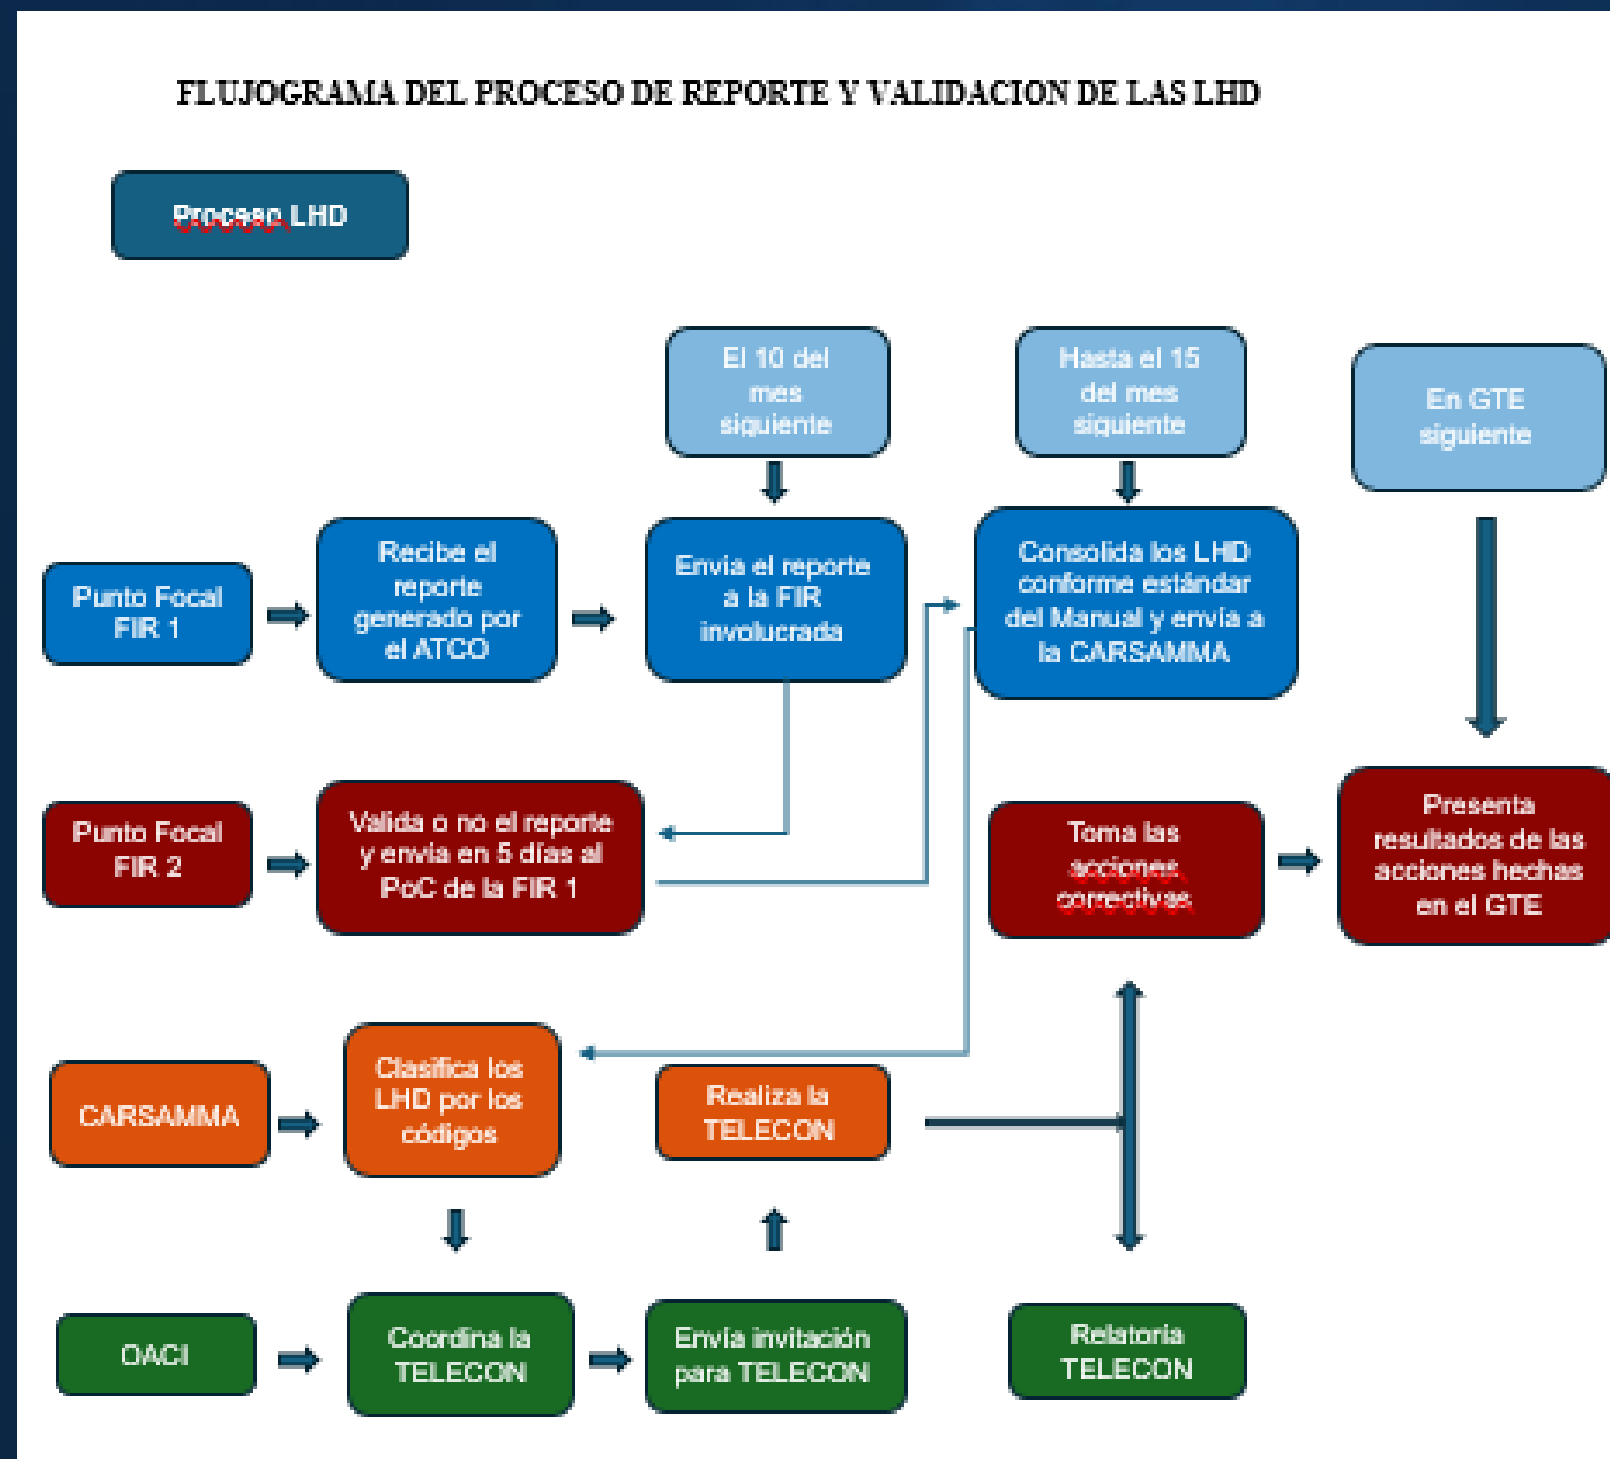 FLUJOGRAMA DEL PROCESO DE REPORTE Y VALIDACION DE LAS LHD
Proceso LHD
El 10 del
mes
siguiente
Hasta el 15
del mes
siguiente
En GTE
siguiente
Punto Focal
FIR 1
Recibe el
reporte
generado por
el ATCO
Envia el reporte
a la FIR
involucrada
Consolida los LHD
conforme estándar
del Manual y envía a
la CARSAMMA
Punto Focal
FIR 2
Valida o no el reporte
y envia en 5 días al
PoC de la FIR 1
Toma las
acciones
correctivas
Presenta
resultados de las
acciones hechas
en el GTE
CARSAMMA
Clasifica los
LHD por los
códigos
Realiza la
TELECON
OACI
Coordina la
TELECON
Envía invitación
para TELECON
Relatoria
TELECON